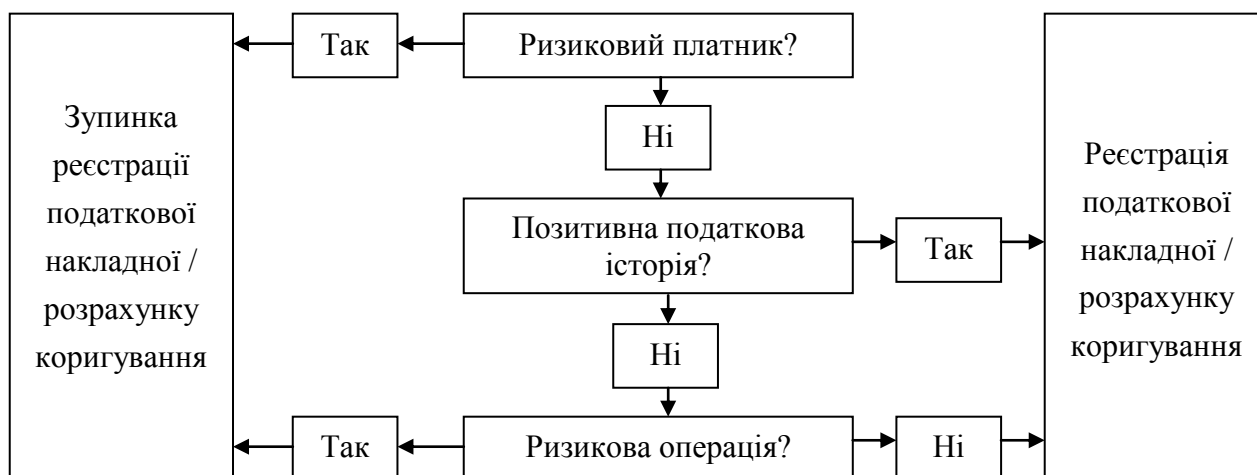 Зупинка
реєстрації
податкової
накладної /
розрахунку
коригування
Так
Ризиковий платник?
Ні
Позитивна податкова
історія?
Так
Ні
Так
Ризикова операція?
Ні
Реєстрація
податкової
накладної /
розрахунку
коригування